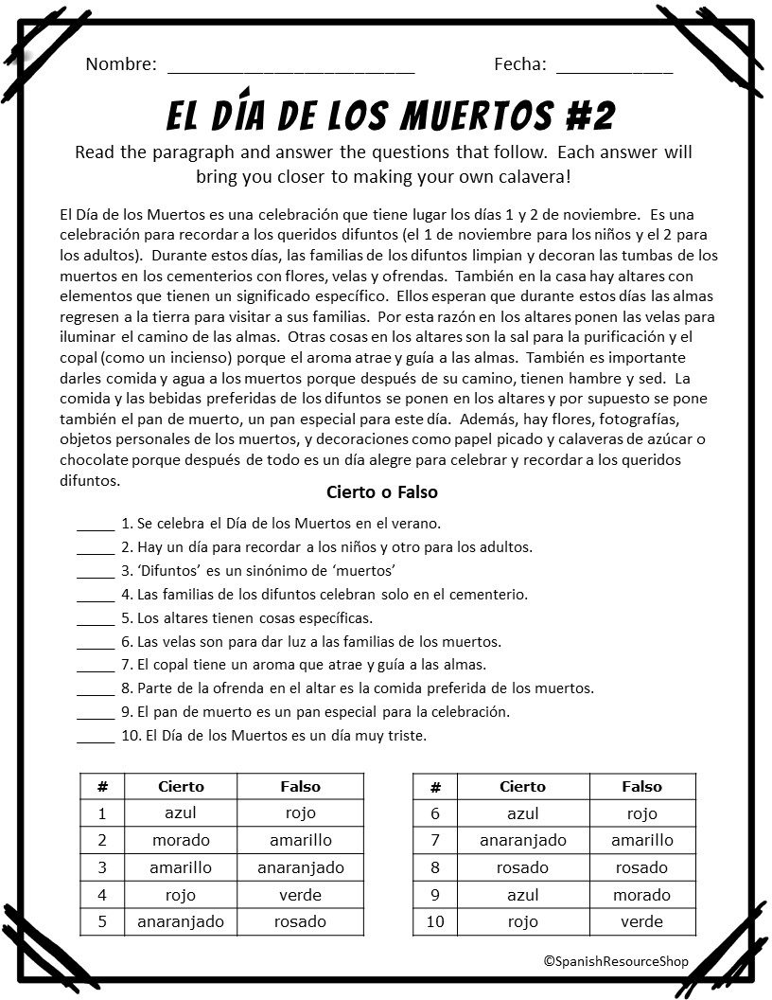 Nombre: ________________________ Fecha: ___________
EL DÍA DE LOS MUERTOS #2
Read the paragraph and answer the questions that follow. Each answer will
bring you closer to making your own calavera!
El Día de los Muertos es una celebración que tiene lugar los días 1 y 2 de noviembre. Es una
celebración para recordar a los queridos difuntos (el 1 de noviembre para los niños y el 2 para
los adultos). Durante estos días, las familias de los difuntos limpian y decoran las tumbas de los
muertos en los cementerios con flores, velas y ofrendas. También en la casa hay altares con
elementos que tienen un significado específico. Ellos esperan que durante estos días las almas
regresen a la tierra para visitar a sus familias. Por esta razón en los altares ponen las velas para
iluminar el camino de las almas. Otras cosas en los altares son la sal para la purificación y el
copal (como un incienso) porque el aroma atrae y guía a las almas. También es importante
darles comida y agua a los muertos porque después de su camino, tienen hambre y sed. La
comida y las bebidas preferidas de los difuntos se ponen en los altares y por supuesto se pone
también el pan de muerto, un pan especial para este día. Además, hay flores, fotografías,
objetos personales de los muertos, y decoraciones como papel picado y calaveras de azúcar o
chocolate porque después de todo es un día alegre para celebrar y recordar a los queridos
difuntos.
Cierto o Falso
_____ 1. Se celebra el Día de los Muertos en el verano.
_____ 2. Hay un día para recordar a los niños y otro para los adultos.
_____ 3. ‘Difuntos’ es un sinónimo de ‘muertos’
_____ 4. Las familias de los difuntos celebran solo en el cementerio.
_____ 5. Los altares tienen cosas específicas.
_____ 6. Las velas son para dar luz a las familias de los muertos.
_____ 7. El copal tiene un aroma que atrae y guía a las almas.
_____ 8. Parte de la ofrenda en el altar es la comida preferida de los muertos.
_____ 9. El pan de muerto es un pan especial para la celebración.
_____ 10. El Día de los Muertos es un día muy triste.
# Cierto Falso
1 azul rojo
2 morado amarillo
3 amarillo anaranjado
4 rojo verde
5 anaranjado rosado
# Cierto Falso
6 azul rojo
7 anaranjado amarillo
8 rosado rosado
9 azul morado
10 rojo verde
©SpanishResourceShop